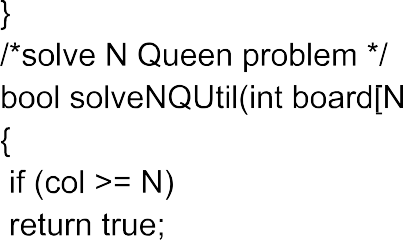 }
/*solve N Queen problem */
bool solveNQUtil(int board[N
{
if (col >= N)
return true;